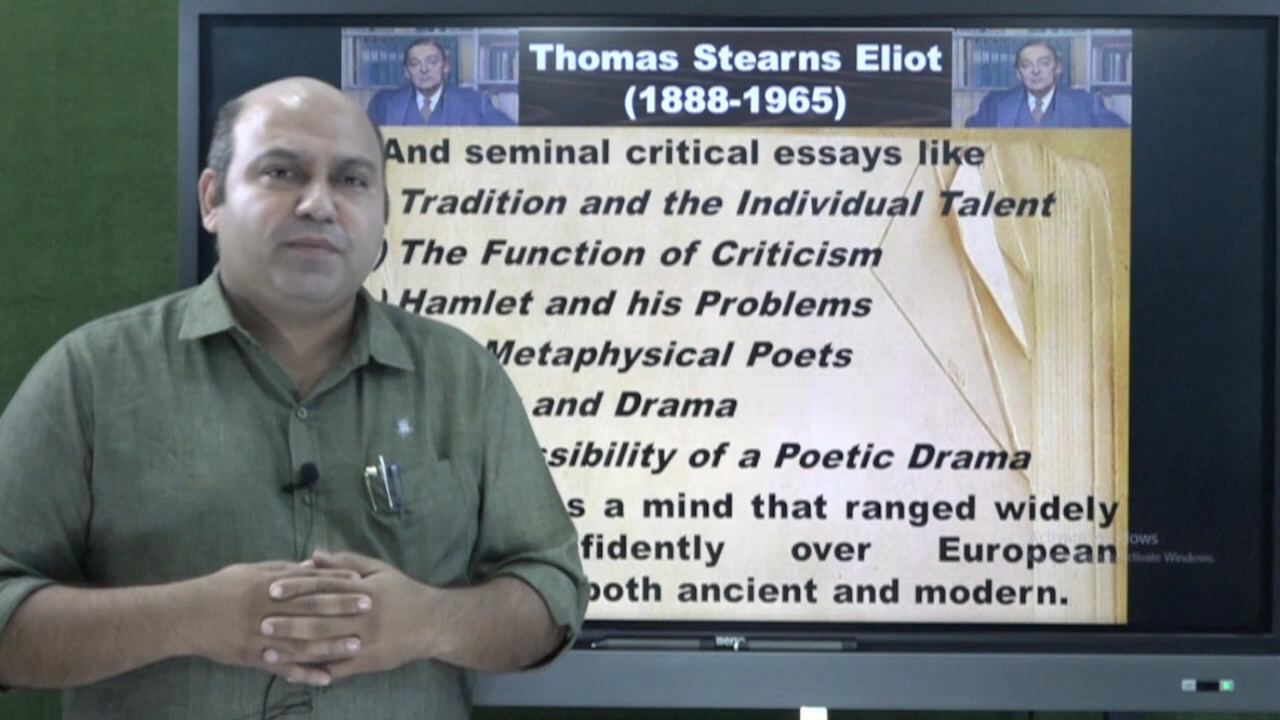 Thomas Stearns Eliot
(1888-1965)
And seminal critical essays like
Tradition and the Individual Talent
) The Function of Criticism
) Hamlet and his Problems
Metaphysical Poets
and Drama
of a Poetic Drama
a mind that ranged widely
over European
both ancient and modern.
Windows.
BenQ